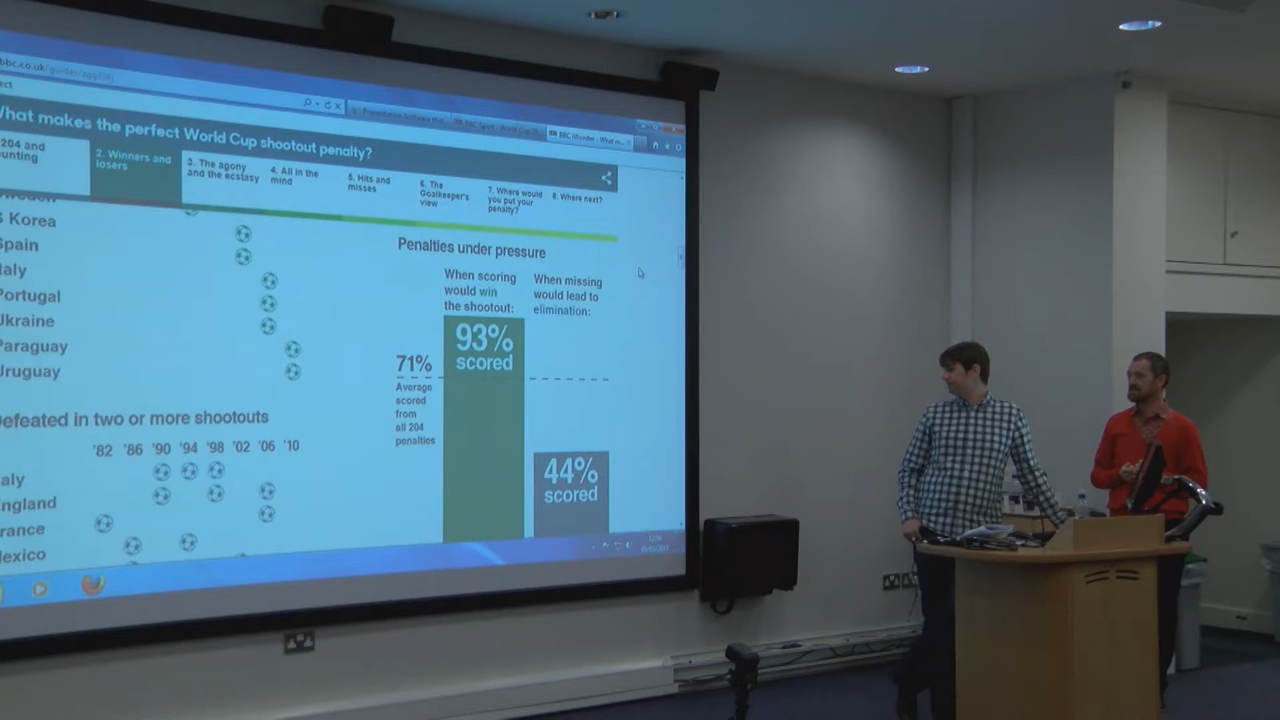 bbc.co.uk/guides/zgg334j
What makes the perfect World Cup shootout penalty?
204 and
2. Winners and
losers
3. The agony
and the ecstasy
4. All in the
mind
5. Hits and
misses
6. The
Goalkeeper's
view
7. Where would
you put your
penalty?
8. Where next?
S Korea
Spain
Italy
Portugal
Ukraine
Paraguay
Uruguay
Defeated in two or more shootouts
'82 '86 '90 '94 '98 '02 '06 '10
Italy
England
France
Mexico
Penalties under pressure
When scoring
would win
the shootout:
When missing
would lead to
elimination:
93%
scored
71%
Average
scored
from
all 204
penalties
44%
scored